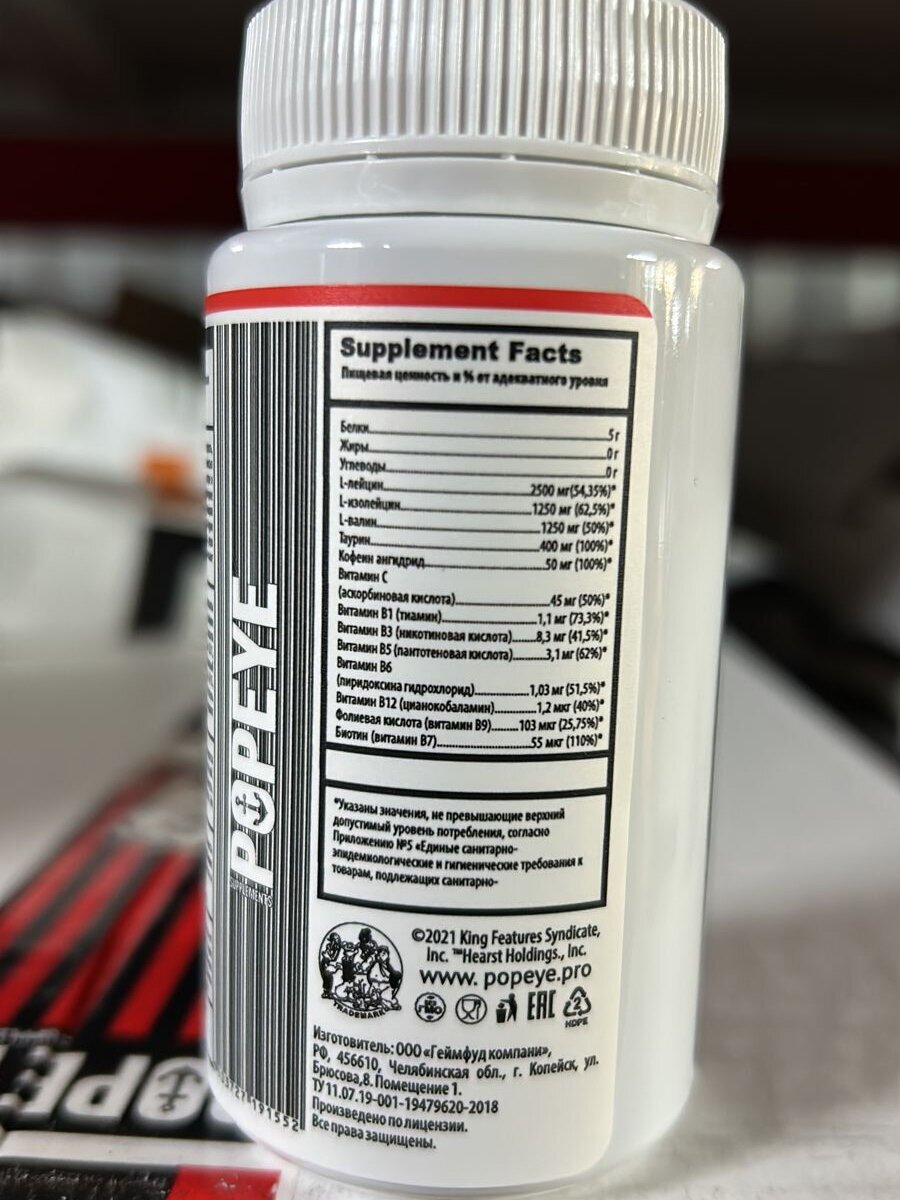 Supplement Facts
Пищевая ценность и % от адекватного уровня
Белки 5 г
Жиры 0 г
Углеводы 0 г
L-лейцин 2500 мг(54,35%)*
L-изолейцин 1250 мг (62,5%)*
L-валин 1250 мг (50%)*
Таурин 400 мг (100%)*
Кофеин ангидрид 50 мг (100%)*
Витамин С
(аскорбиновая кислота) 45 мг (50%)*
Витамин В1 (тиамин) 1,1 мг (73,3%)*
Витамин В3 (никотиновая кислота) 8,3 мг (41,5%)*
Витамин В5 (пантотеновая кислота) 3,1 мг (62%)*
Витамин В6
(пиридоксина гидрохлорид) 1,03 мг (51,5%)*
Витамин В12 (цианокобаламин) 1,2 мкг (40%)*
Фолиевая кислота (витамин В9) 103 мкг (25,75%)*
Биотин (витамин В7) 55 мкг (110%)*
*Указаны значения, не превышающие верхний
допустимый уровень потребления, согласно
Приложению №5 «Единые санитарно-
эпидемиологические и гигиенические требования к
товарам, подлежащих санитарно-
©2021 King Features Syndicate,
Inc. ™Hearst Holdings., Inc.
www. popeye.pro
TRADEMARK
GMO
EAC
2
HDPE
Изготовитель: ООО «Геймфуд компани»,
РФ, 456610, Челябинская обл., г. Копейск, ул.
Брюсова,8. Помещение 1.
ТУ 11.07.19-001-19479620-2018
Произведено по лицензии.
Все права защищены.
POPEYE
SUPPLEMENTS